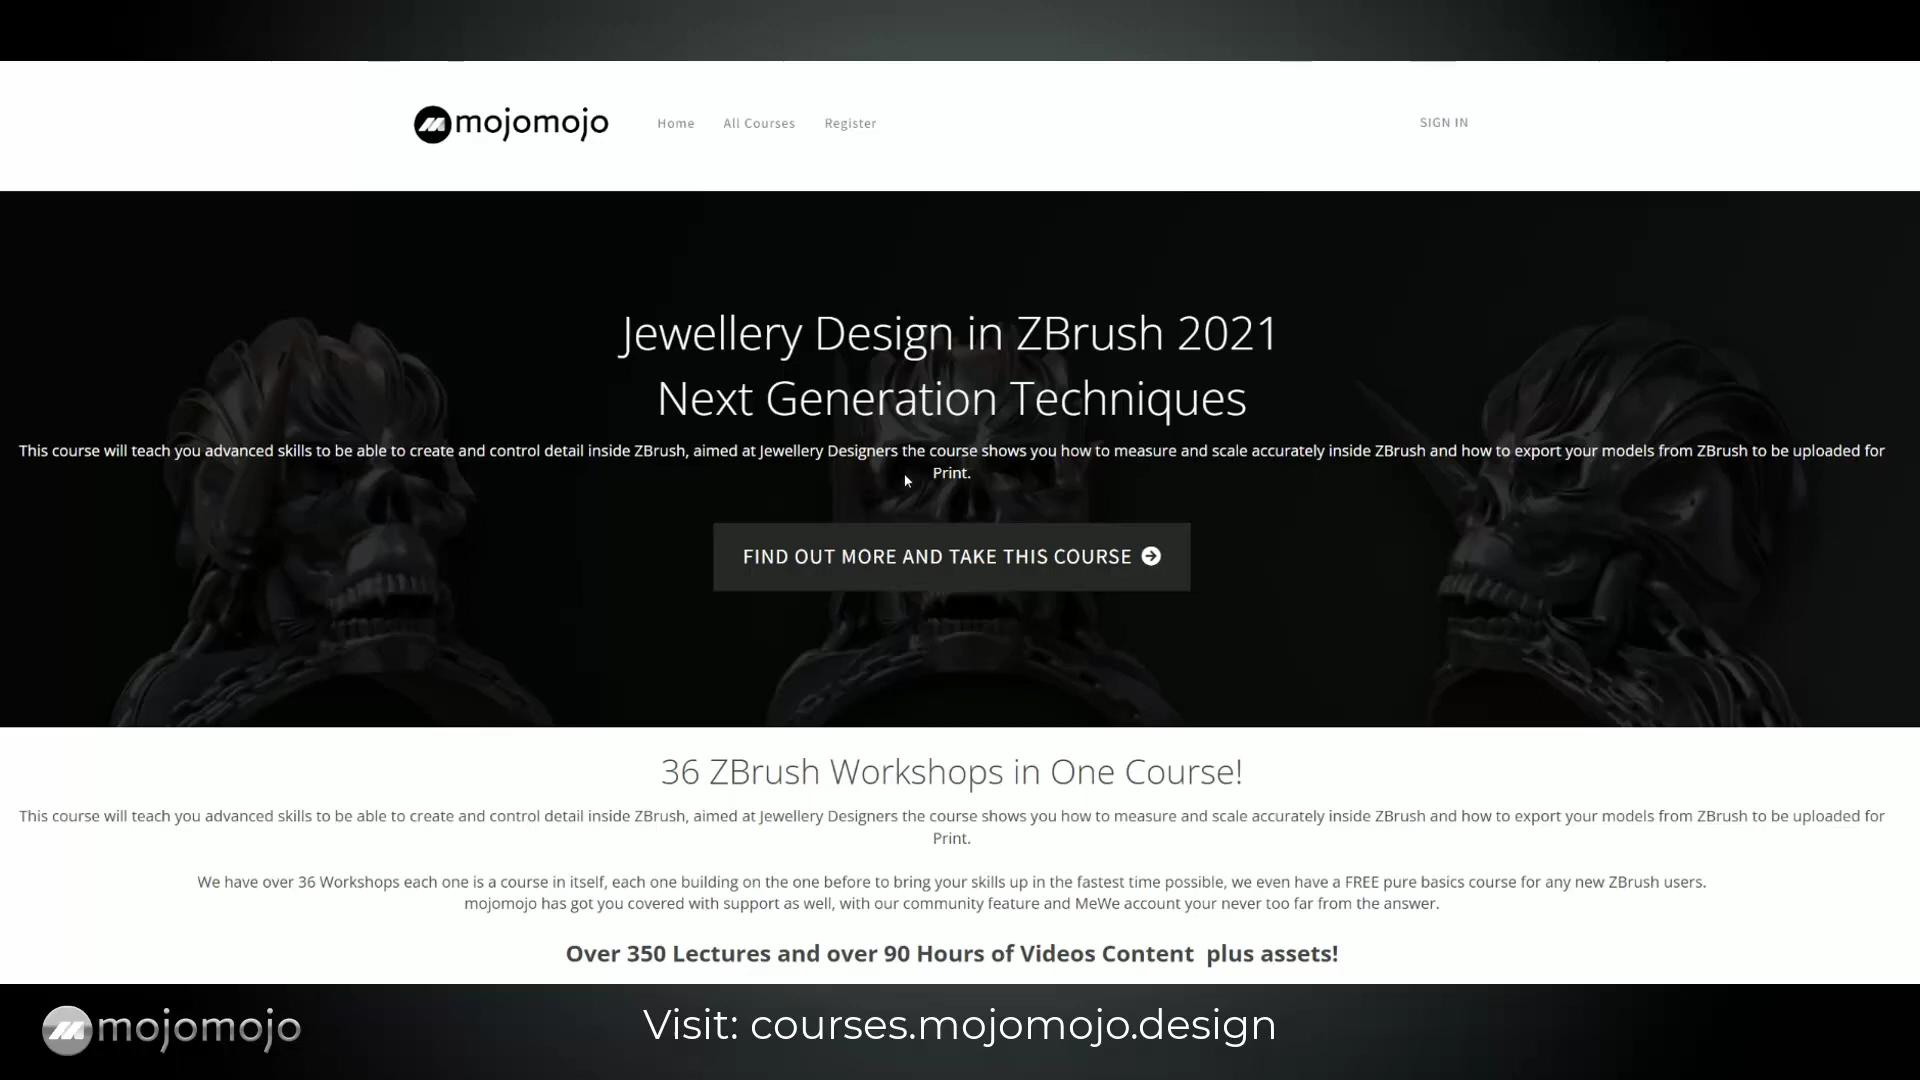 mojomojo Home All Courses Register SIGN IN
Jewellery Design in ZBrush 2021
Next Generation Techniques
This course will teach you advanced skills to be able to create and control detail inside ZBrush, aimed at Jewellery Designers the course shows you how to measure and scale accurately inside ZBrush and how to export your models from ZBrush to be uploaded for
Print.
FIND OUT MORE AND TAKE THIS COURSE
36 ZBrush Workshops in One Course!
This course will teach you advanced skills to be able to create and control detail inside ZBrush, aimed at Jewellery Designers the course shows you how to measure and scale accurately inside ZBrush and how to export your models from ZBrush to be uploaded for
Print.
We have over 36 Workshops each one is a course in itself, each one building on the one before to bring your skills up in the fastest time possible, we even have a FREE pure basics course for any new ZBrush users.
mojomojo has got you covered with support as well, with our community feature and MeWe account your never too far from the answer.
Over 350 Lectures and over 90 Hours of Videos Content plus assets!
mojomojo Visit: courses.mojomojo.design